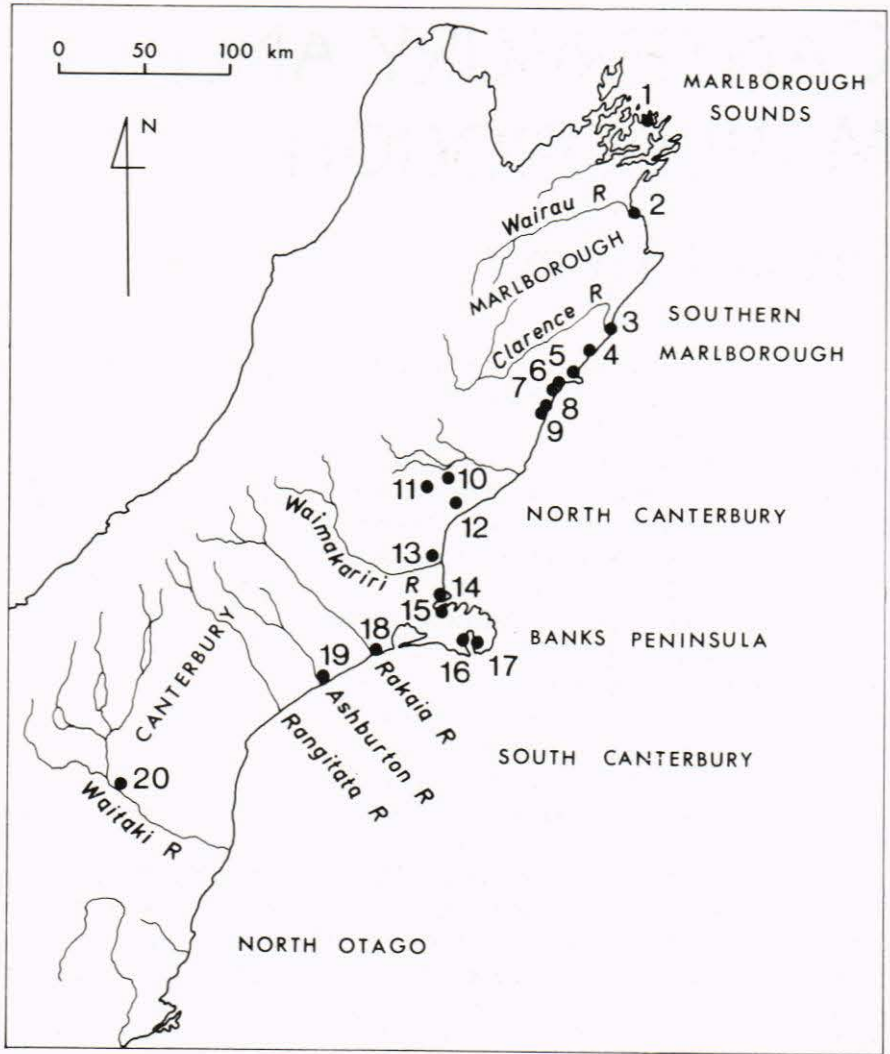 0 50 100 km
N
1
MARLBOROUGH
SOUNDS
Wairau R
2
MARLBOROUGH
Clarence R
3
SOUTHERN
MARLBOROUGH
4
5
6
7
8
9
10
11
12
NORTH CANTERBURY
Waimakariri R
13
14
15
BANKS PENINSULA
16
17
18
19
CANTERBURY
Rakaia R
Ashburton R
Rangitata R
SOUTH CANTERBURY
20
Waitaki R
NORTH OTAGO